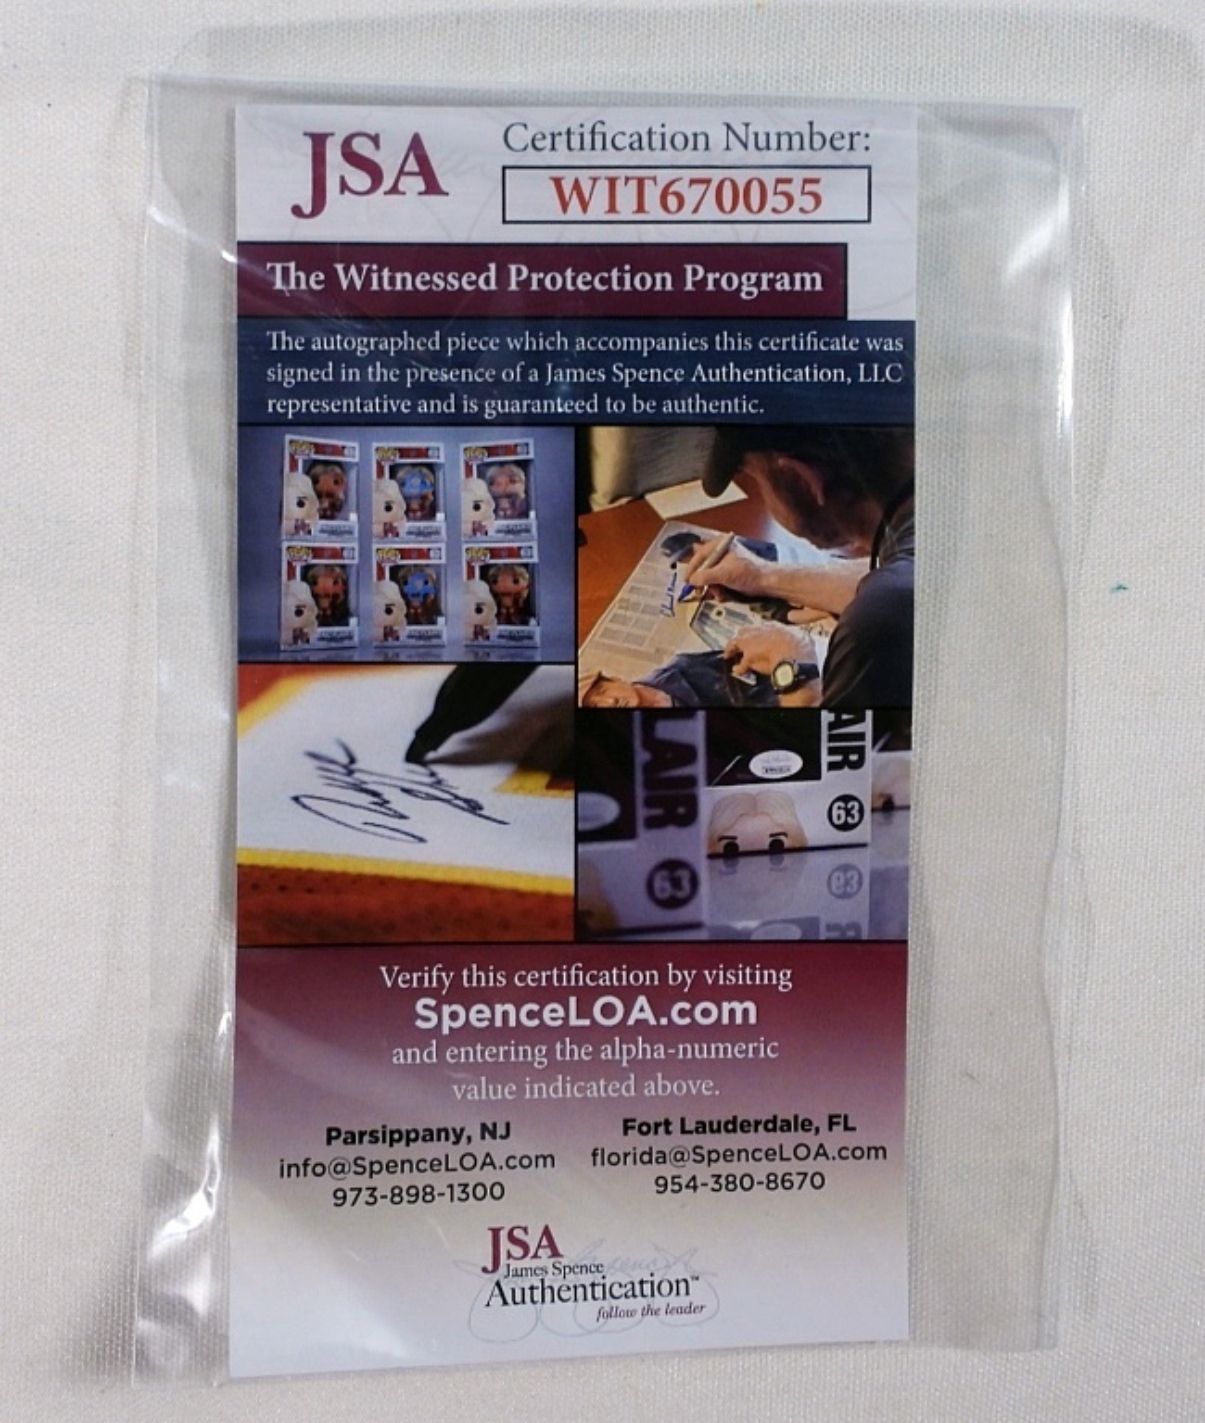 JSA
Certification Number:
WIT670055
The Witnessed Protection Program
The autographed piece which accompanies this certificate was
signed in the presence of a James Spence Authentication, LLC
representative and is guaranteed to be authentic.
LAIR
AIR
63
63
63
Verify this certification by visiting
SpenceLOA.com
and entering the alpha-numeric
value indicated above.
Parsippany, NJ
info@SpenceLOA.com
973-898-1300
Fort Lauderdale, FL
florida@SpenceLOA.com
954-380-8670
JSA
James Spence
Authentication™
follow the leader